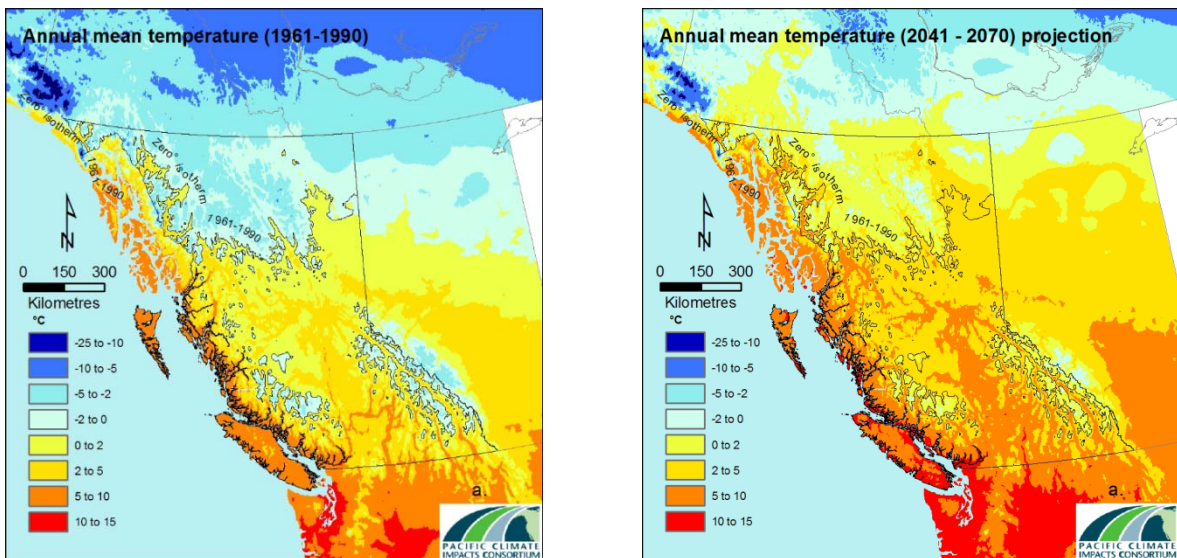 Annual mean temperature (1961-1990)
Zero° isotherm
1961-1990
Zero° isotherm
1961-1990
N
0 150 300
Kilometres
°C
-25 to -10
-10 to -5
-5 to -2
-2 to 0
0 to 2
2 to 5
5 to 10
10 to 15
a.
PACIFIC CLIMATE
IMPACTS CONSORTIUM
Annual mean temperature (2041 - 2070) projection
Zero° isotherm
1961-1990
Zero° isotherm
1961-1990
N
0 150 300
Kilometres
°C
-25 to -10
-10 to -5
-5 to -2
-2 to 0
0 to 2
2 to 5
5 to 10
10 to 15
a.
PACIFIC CLIMATE
IMPACTS CONSORTIUM